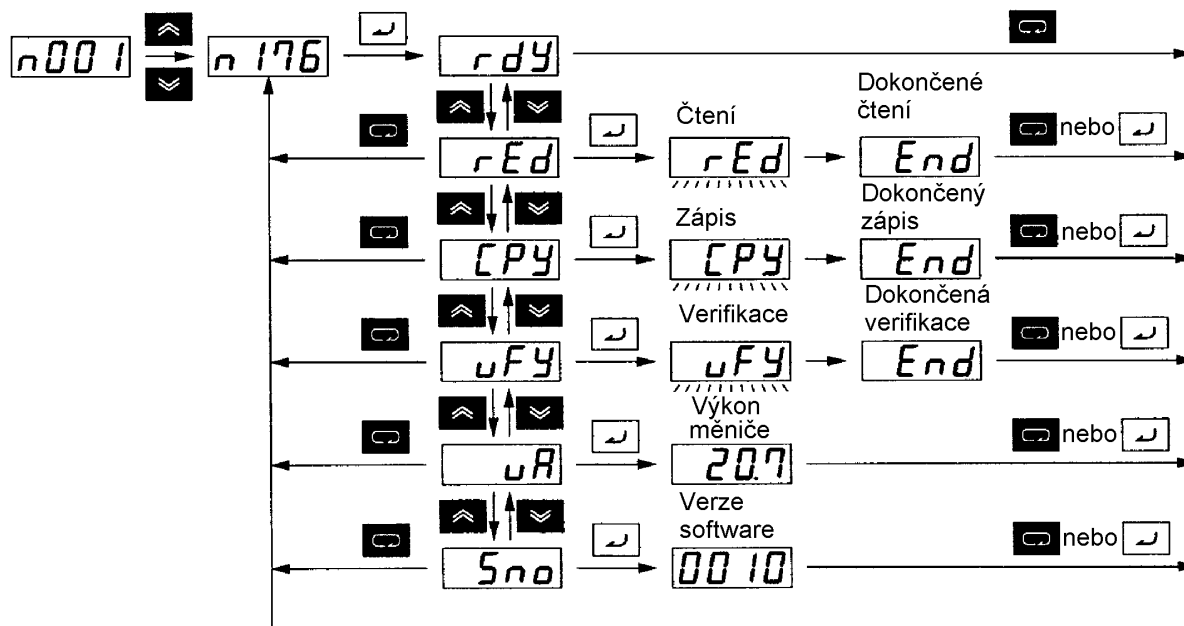 n001
n176
rdy
Čtení
Dokončené
čtení
rEd
rEd
End
nebo
Zápis
Dokončený
zápis
CPY
CPY
End
nebo
Verifikace
Dokončená
verifikace
uFY
uFY
End
nebo
Výkon
měniče
uA
20.7
nebo
Verze
software
Sno
0010
nebo